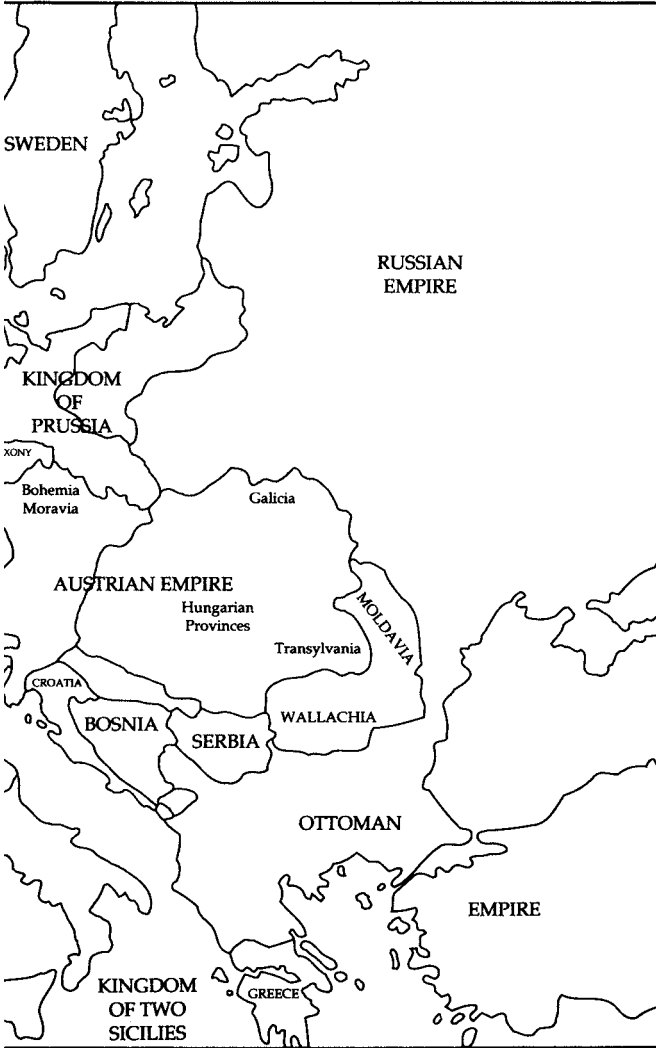 SWEDEN
RUSSIAN
EMPIRE
KINGDOM
OF
PRUSSIA
XONY
Bohemia
Moravia
Galicia
AUSTRIAN EMPIRE
Hungarian
Provinces
MOLDAVIA
Transylvania
CROATIA
BOSNIA
SERBIA
WALLACHIA
OTTOMAN
EMPIRE
KINGDOM
OF TWO
SICILIES
GREECE